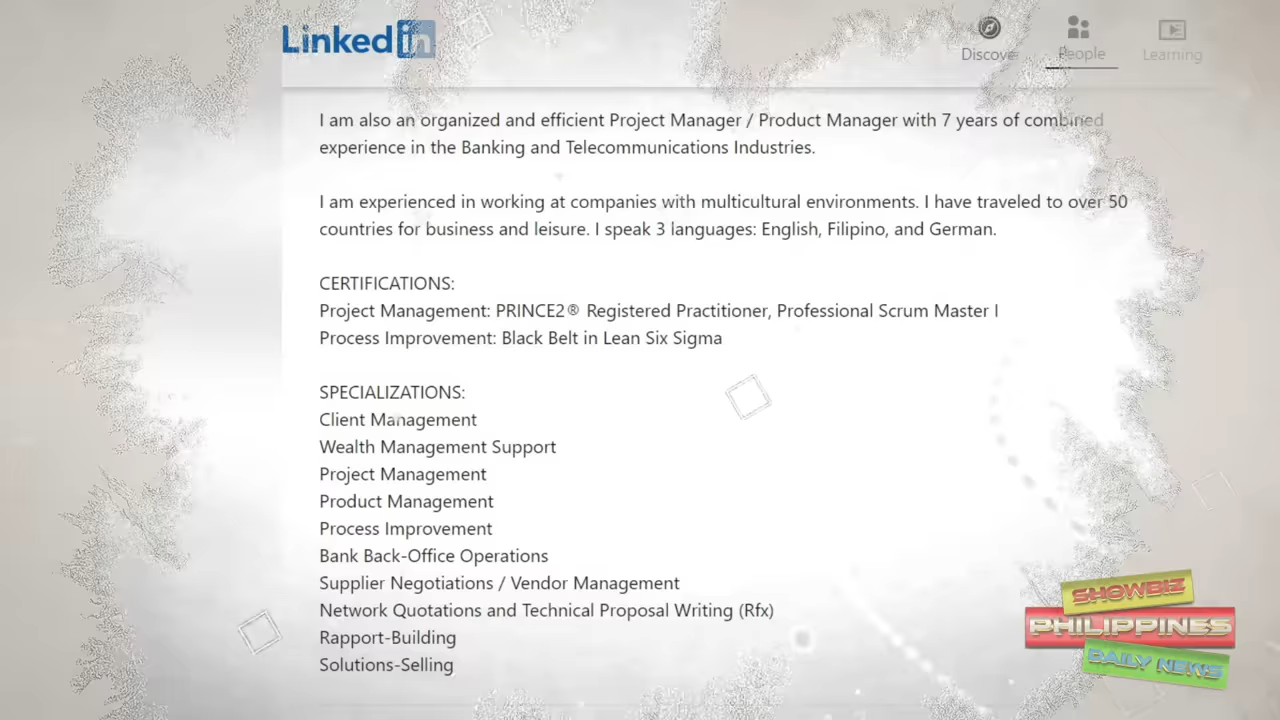 LinkedIn
Discover
People
Learning
I am also an organized and efficient Project Manager / Product Manager with 7 years of combined
experience in the Banking and Telecommunications Industries.
I am experienced in working at companies with multicultural environments. I have traveled to over 50
countries for business and leisure. I speak 3 languages: English, Filipino, and German.
CERTIFICATIONS:
Project Management: PRINCE2® Registered Practitioner, Professional Scrum Master I
Process Improvement: Black Belt in Lean Six Sigma
SPECIALIZATIONS:
Client Management
Wealth Management Support
Project Management
Product Management
Process Improvement
Bank Back-Office Operations
Supplier Negotiations / Vendor Management
Network Quotations and Technical Proposal Writing (Rfx)
Rapport-Building
Solutions-Selling
SHOWBIZ
PHILIPPINES
DAILY NEWS